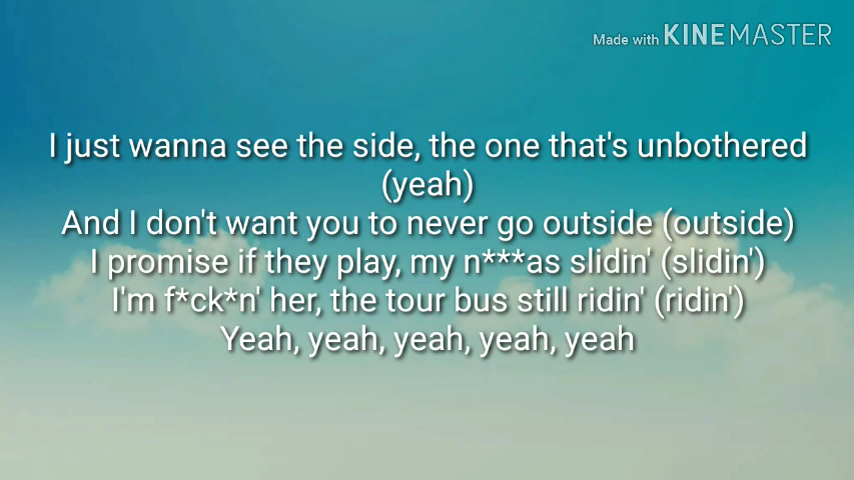 Made with KINEMASTER
I just wanna see the side, the one that's unbothered
(yeah)
And I don't want you to never go outside (outside)
I promise if they play, my n***as slidin' (slidin')
I'm f*ck*n' her, the tour bus still ridin' (ridin')
Yeah, yeah, yeah, yeah, yeah